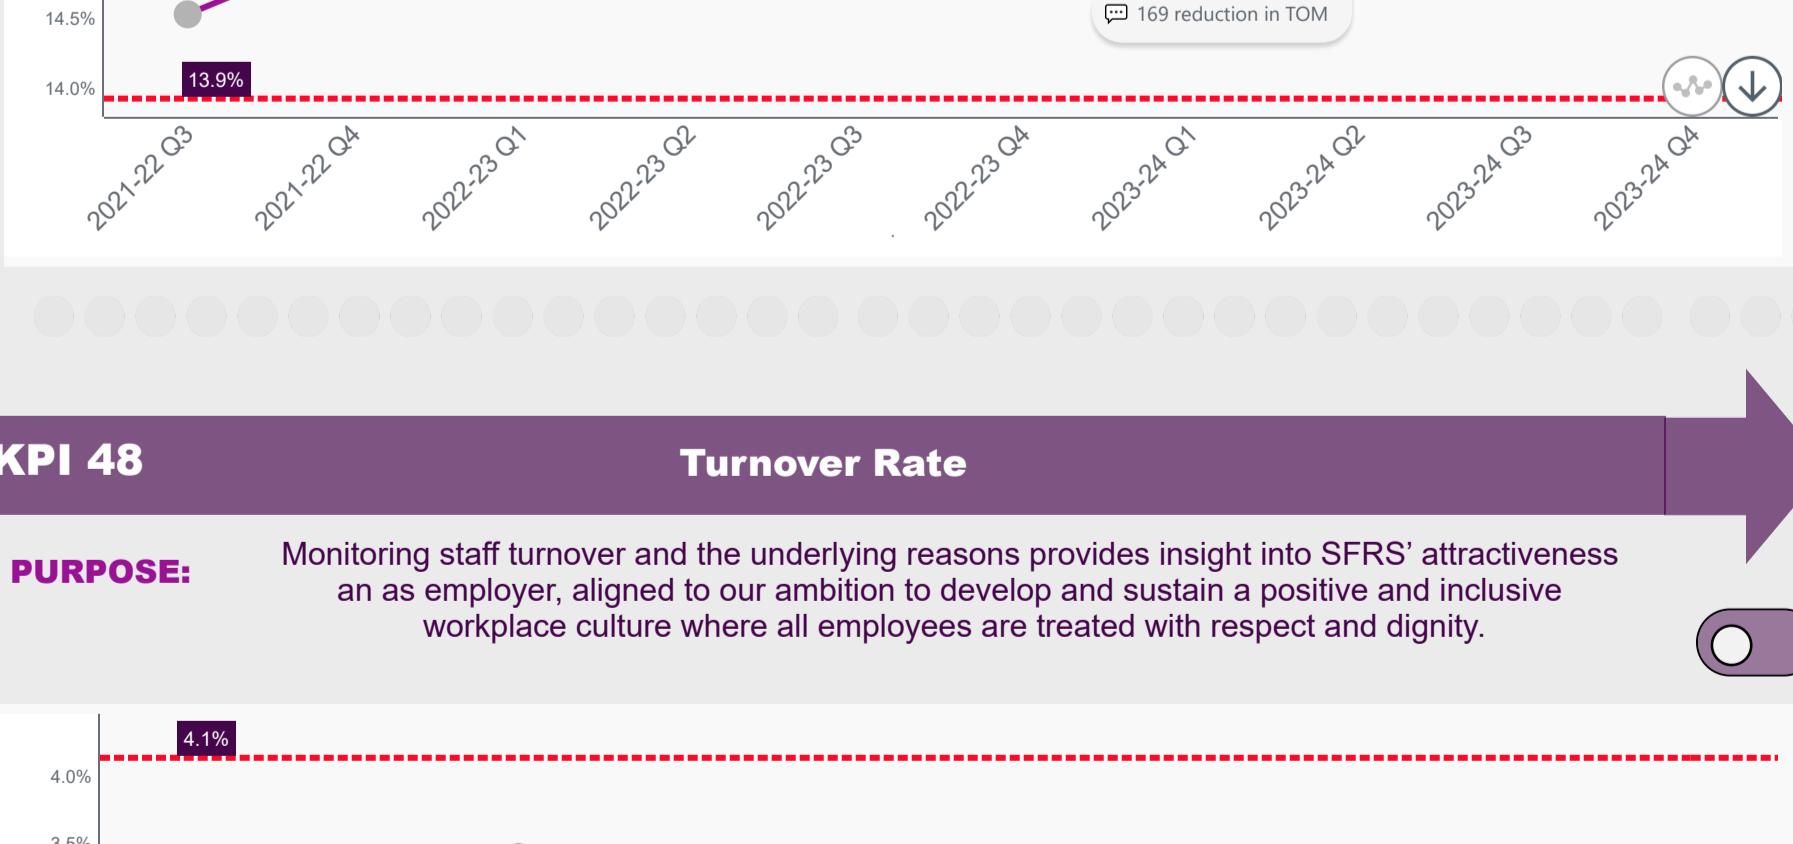 14.5%
169 reduction in TOM
13.9%
14.0%
2021-22 Q3
2021-22 Q4
2022-23 Q1
2022-23 Q2
2022-23 Q3
2022-23 Q4
2023-24 Q1
2023-24 Q2
2023-24 Q3
2023-24 Q4
KPI 48
Turnover Rate
PURPOSE:
Monitoring staff turnover and the underlying reasons provides insight into SFRS’ attractiveness
an as employer, aligned to our ambition to develop and sustain a positive and inclusive
workplace culture where all employees are treated with respect and dignity.
4.1%
4.0%
3.5%